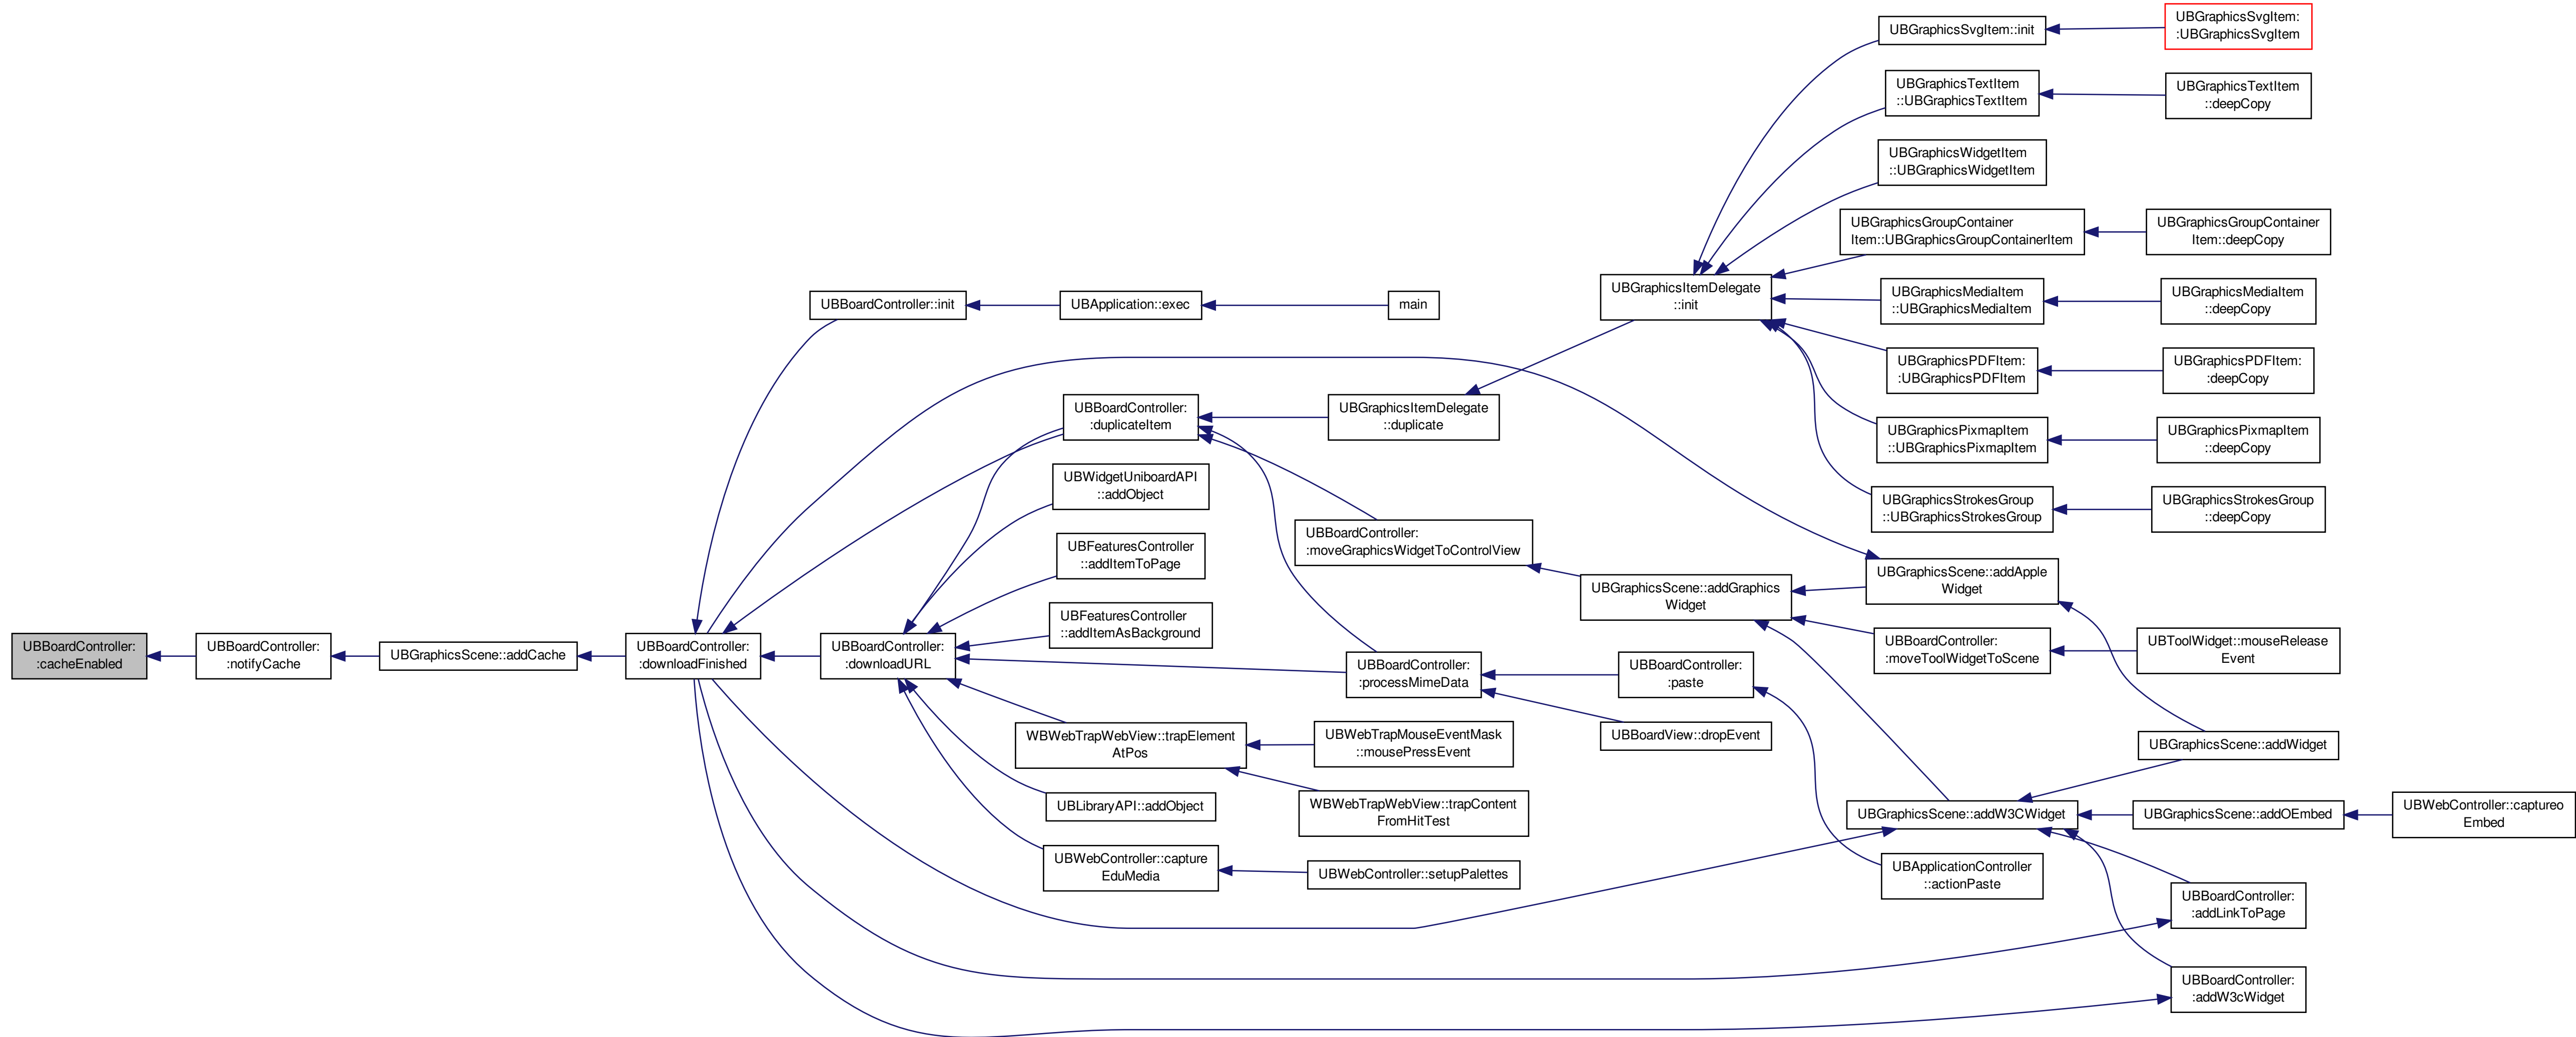 UBBoardController:
:cacheEnabled
UBBoardController:
:notifyCache
UBGraphicsScene::addCache
UBBoardController:
:downloadFinished
UBBoardController::init
UBApplication::exec
main
UBBoardController:
:downloadURL
UBBoardController:
:duplicateItem
UBWidgetUniboardAPI
::addObject
UBFeaturesController
::addItemToPage
UBFeaturesController
::addItemAsBackground
WBWebTrapWebView::trapElement
AtPos
UBLibraryAPI::addObject
UBWebController::capture
EduMedia
UBGraphicsItemDelegate
::duplicate
UBBoardController:
:moveGraphicsWidgetToControlView
UBBoardController:
:processMimeData
UBWebTrapMouseEventMask
::mousePressEvent
WBWebTrapWebView::trapContent
FromHitTest
UBWebController::setupPalettes
UBGraphicsItemDelegate
::init
UBGraphicsScene::addGraphics
Widget
UBBoardController:
:paste
UBBoardView::dropEvent
UBGraphicsSvgItem::init
UBGraphicsTextItem
::UBGraphicsTextItem
UBGraphicsWidgetItem
::UBGraphicsWidgetItem
UBGraphicsGroupContainer
Item::UBGraphicsGroupContainerItem
UBGraphicsMediaItem
::UBGraphicsMediaItem
UBGraphicsPDFItem:
:UBGraphicsPDFItem
UBGraphicsPixmapItem
::UBGraphicsPixmapItem
UBGraphicsStrokesGroup
::UBGraphicsStrokesGroup
UBGraphicsScene::addApple
Widget
UBBoardController:
:moveToolWidgetToScene
UBGraphicsScene::addW3CWidget
UBApplicationController
::actionPaste
UBGraphicsSvgItem:
:UBGraphicsSvgItem
UBGraphicsTextItem
::deepCopy
UBGraphicsGroupContainer
Item::deepCopy
UBGraphicsMediaItem
::deepCopy
UBGraphicsPDFItem:
:deepCopy
UBGraphicsPixmapItem
::deepCopy
UBGraphicsStrokesGroup
::deepCopy
UBToolWidget::mouseRelease
Event
UBGraphicsScene::addWidget
UBGraphicsScene::addOEmbed
UBWebController::captureo
Embed
UBBoardController:
:addLinkToPage
UBBoardController:
:addW3cWidget